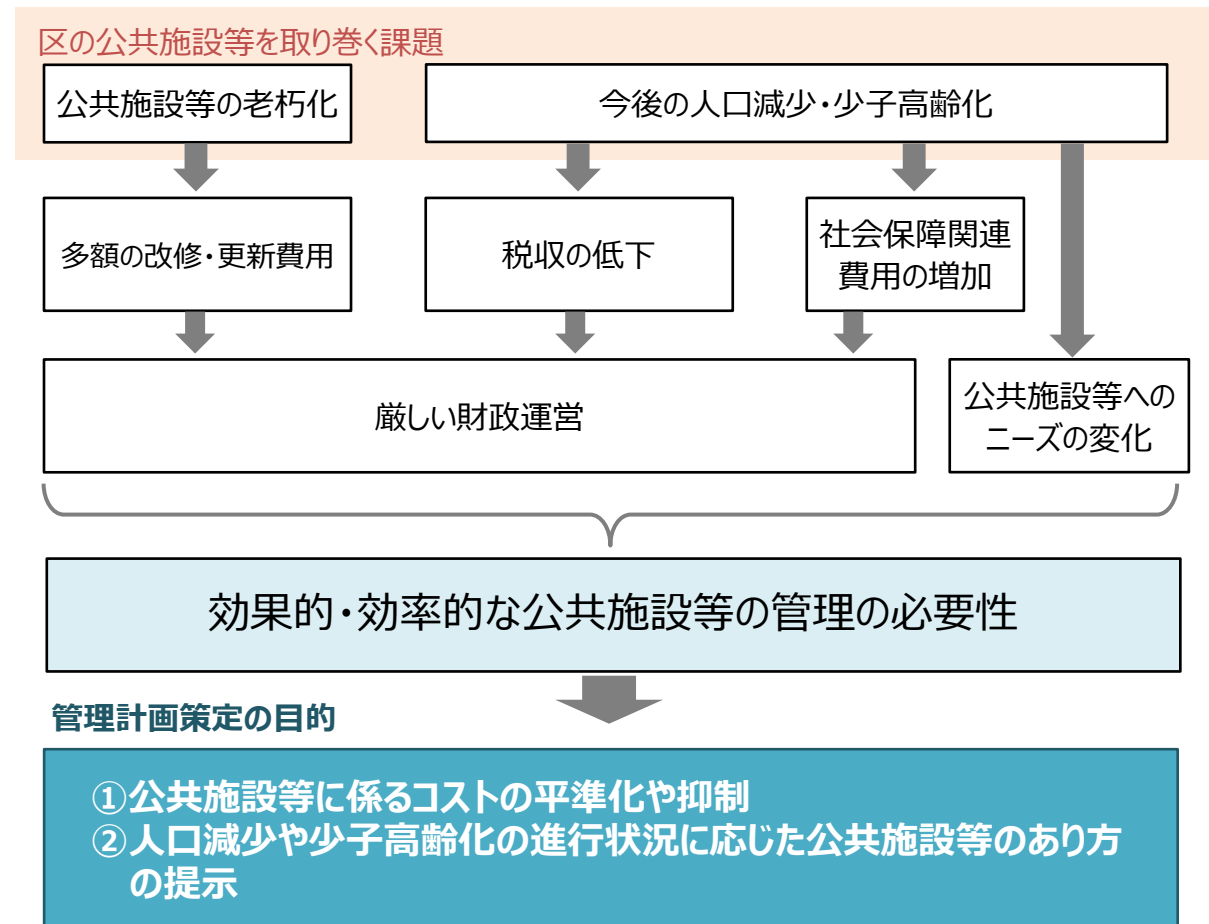 区の公共施設等を取り巻く課題
公共施設等の老朽化
今後の人口減少・少子高齢化
多額の改修・更新費用
税収の低下
社会保障関連
費用の増加
厳しい財政運営
公共施設等への
ニーズの変化
効果的・効率的な公共施設等の管理の必要性
管理計画策定の目的
①公共施設等に係るコストの平準化や抑制
②人口減少や少子高齢化の進行状況に応じた公共施設等のあり方
の提示